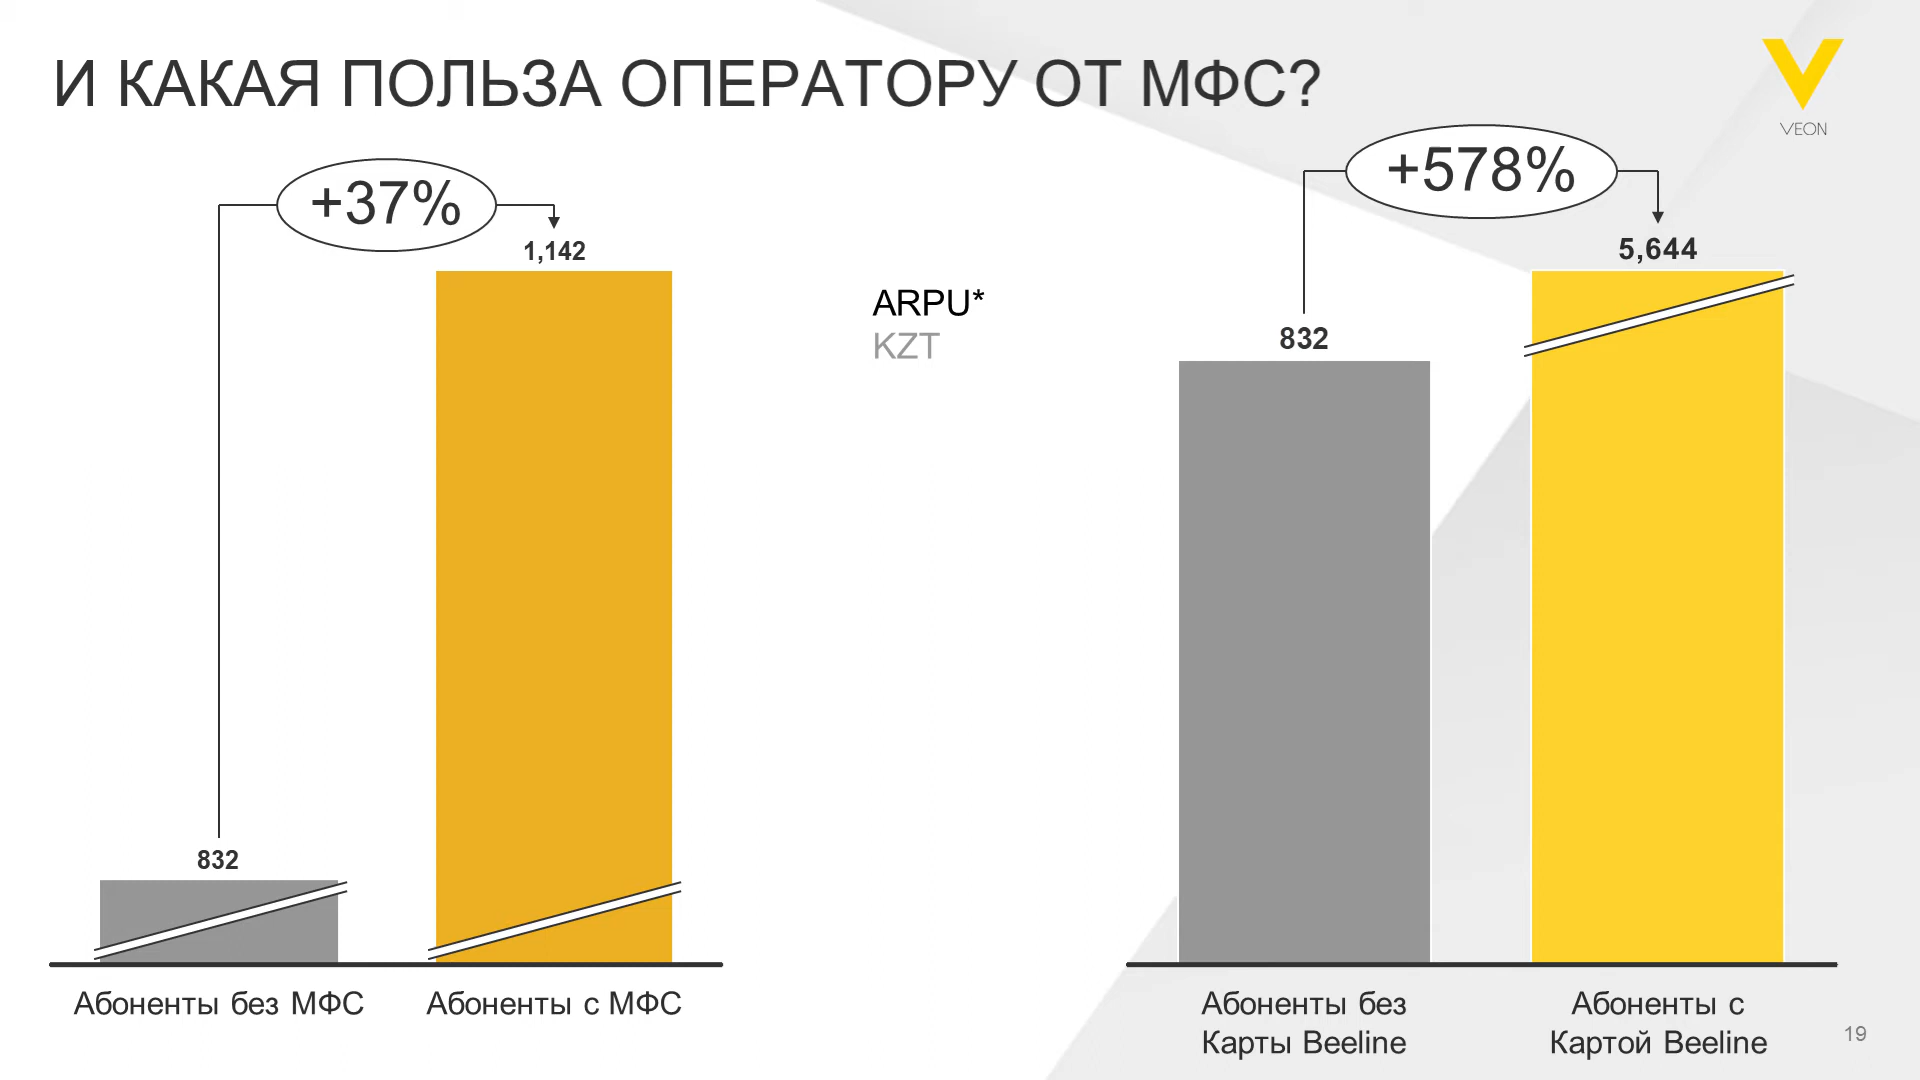 И КАКАЯ ПОЛЬЗА ОПЕРАТОРУ ОТ МФС?
VEON
+37%
1,142
832
Абоненты без МФС
Абоненты с МФС
ARPU*
KZT
+578%
5,644
832
Абоненты без
Карты Beeline
Абоненты с
Картой Beeline
19